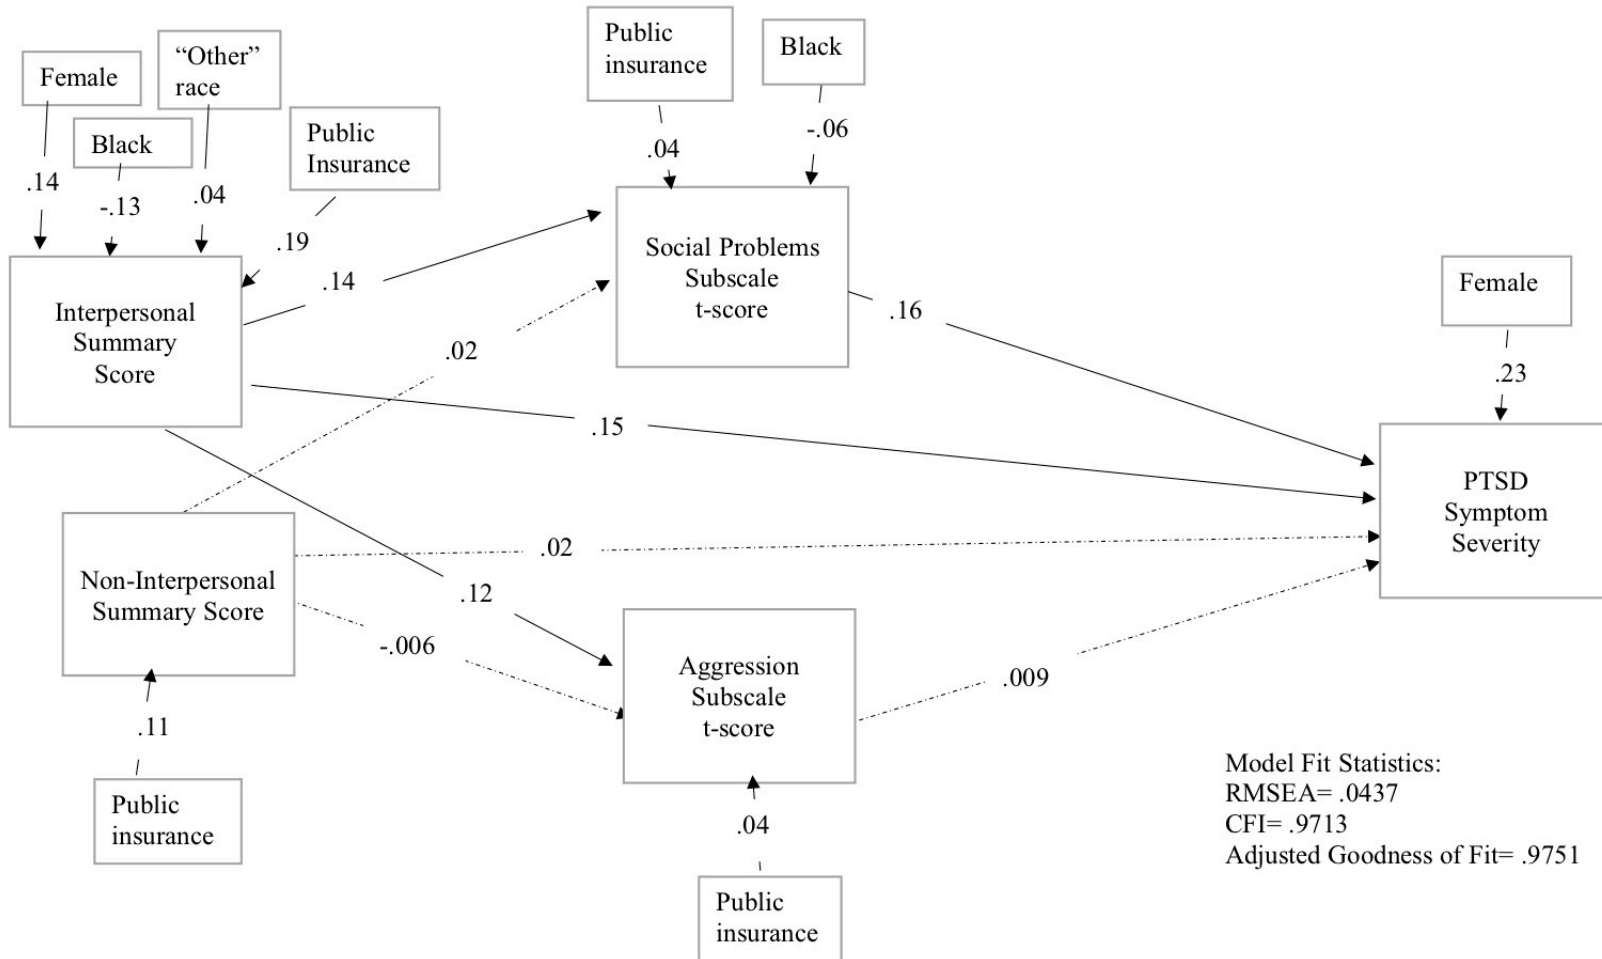 Female
“Other”
race
Black
Public
Insurance
Public
insurance
Black
.14
-.13
.04
.19
.04
-.06
Interpersonal
Summary
Score
.14
Social Problems
Subscale
t-score
.16
Female
.23
.02
.15
PTSD
Symptom
Severity
Non-Interpersonal
Summary Score
.02
.12
-.006
Aggression
Subscale
t-score
.009
.11
Public
insurance
.04
Public
insurance
Model Fit Statistics:
RMSEA= .0437
CFI= .9713
Adjusted Goodness of Fit= .9751